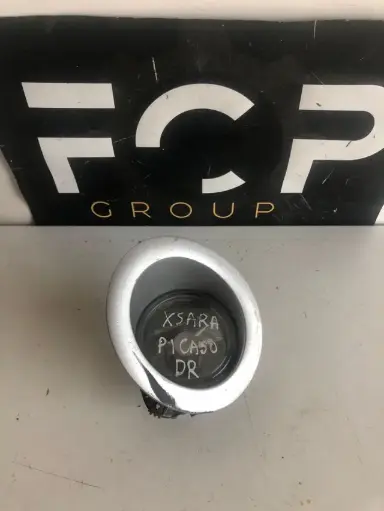 FCP
GROUP
XSARA
PICASO
DR